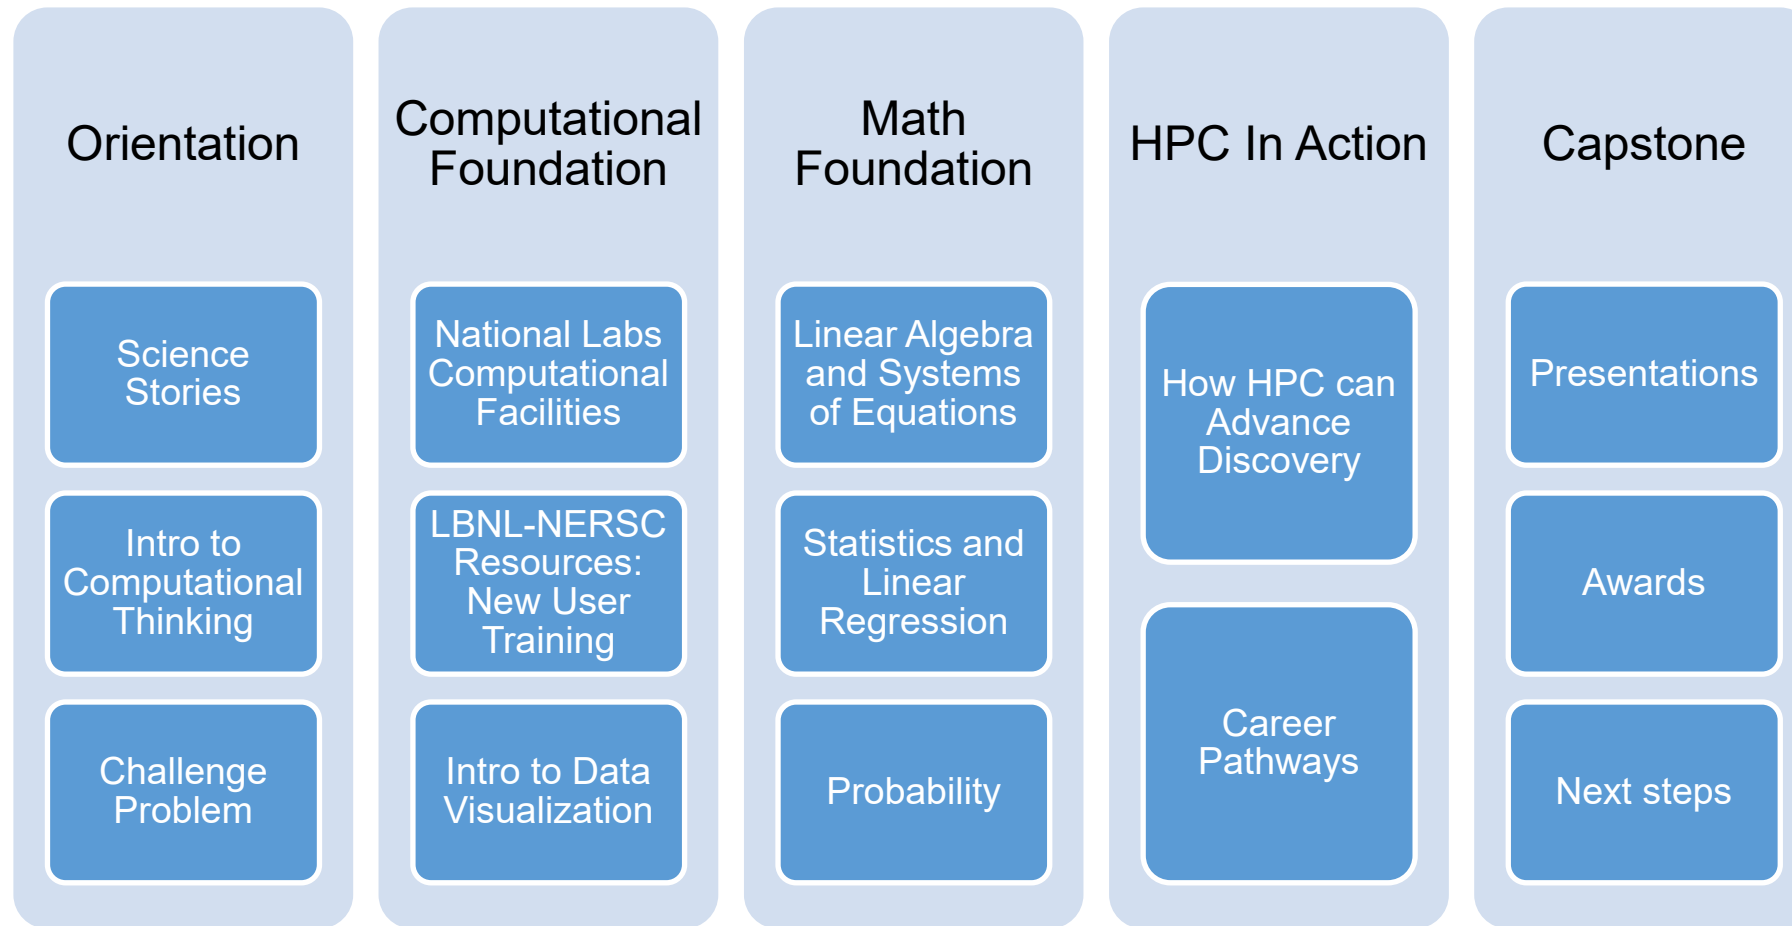 Orientation
Science
Stories
Intro to
Computational
Thinking
Challenge
Problem
Computational
Foundation
National Labs
Computational
Facilities
LBNL-NERSC
Resources:
New User
Training
Intro to Data
Visualization
Math
Foundation
Linear Algebra
and Systems
of Equations
Statistics and
Linear
Regression
Probability
HPC In Action
How HPC can
Advance
Discovery
Career
Pathways
Capstone
Presentations
Awards
Next steps